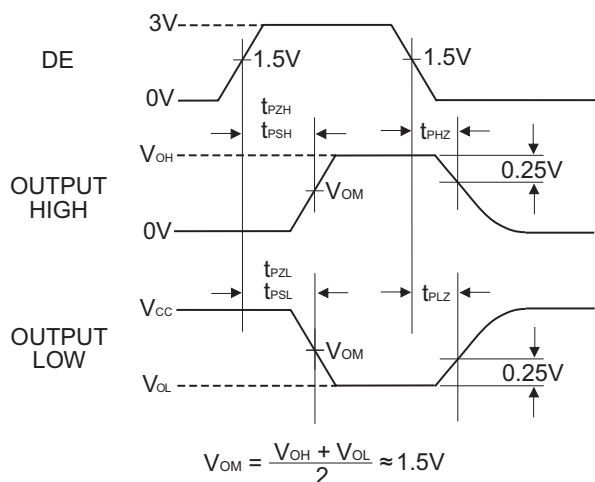 3V
DE
1.5V
1.5V
0V
tPZH
tPSH
tPHZ
VOH
0.25V
OUTPUT
HIGH
VOM
0V
tPZL
tPSL
tPLZ
VCC
OUTPUT
LOW
VOM
0.25V
VOL
VOM = VOH + VOL / 2 ≈ 1.5V